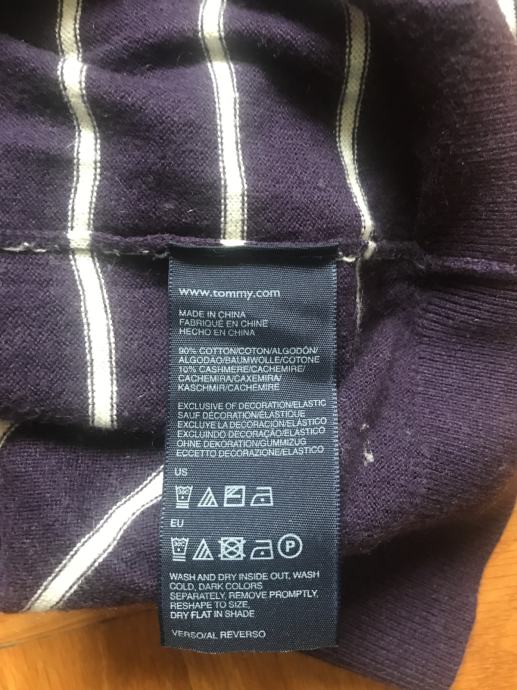 www.tommy.com
MADE IN CHINA
FABRIQUÉ EN CHINE
HECHO EN CHINA
90% COTTON/COTON/ALGODÓN/
ALGODAO/BAUMWOLLE/COTONE
10% CASHMERE/CACHEMIRE/
CACHEMIRA/CAXEMIRA/
KASCHMIR/CACHEMIRE
EXCLUSIVE OF DECORATION/ELASTIC
SAUF DÉCORATION/ÉLASTIQUE
EXCLUYE LA DECORACIÓN/ELASTICO
EXCLUINDO DECORAÇÃO/ELASTICO
OHNE DEKORATION/GUMMIZUG
ECCETTO DECORAZIONE/ELASTICO
US
EU
P
WASH AND DRY INSIDE OUT, WASH
COLD, DARK COLORS
SEPARATELY, REMOVE PROMPTLY,
RESHAPE TO SIZE,
DRY FLAT IN SHADE
VERSO/AL REVERSO